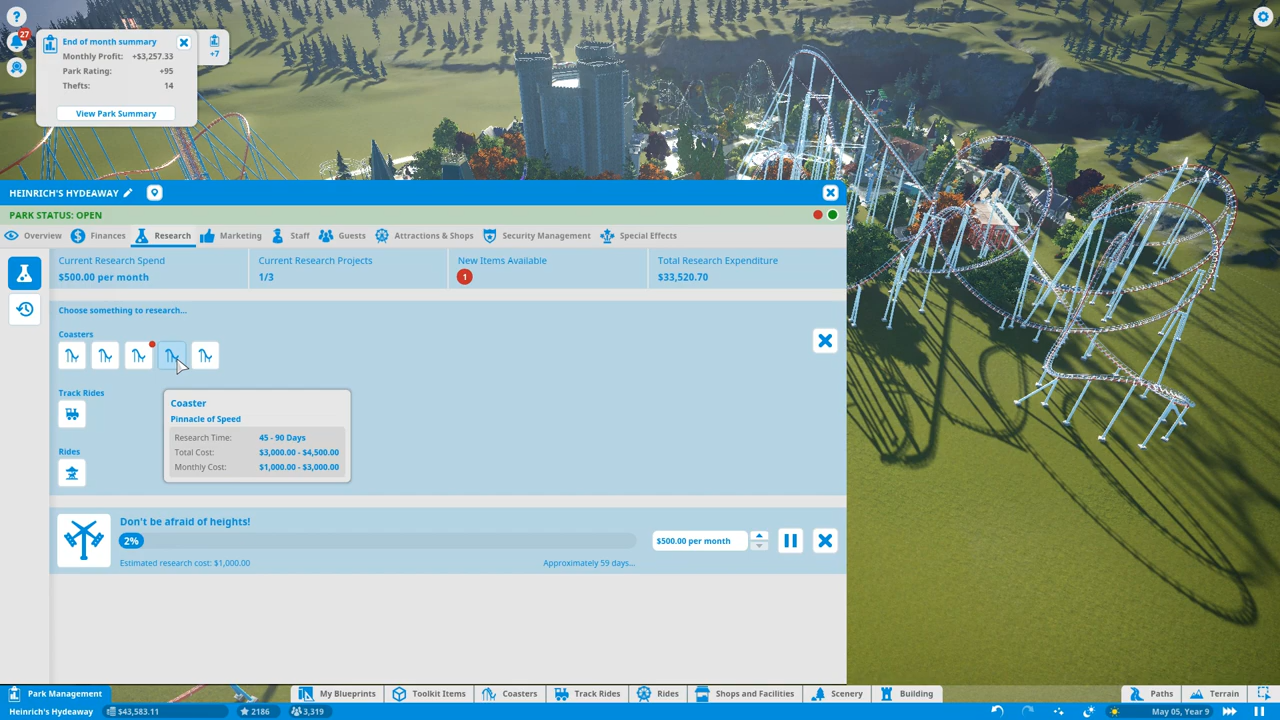 27
End of month summary
Monthly Profit: +$3,257.33
Park Rating: +95
Thefts: 14
View Park Summary
+7
HEINRICH'S HYDEAWAY
PARK STATUS: OPEN
Overview Finances Research Marketing Staff Guests Attractions & Shops Security Management Special Effects
Current Research Spend
$500.00 per month
Current Research Projects
1/3
New Items Available
1
Total Research Expenditure
$33,520.70
Choose something to research...
Coasters
Track Rides
Rides
Coaster
Pinnacle of Speed
Research Time: 45 - 90 Days
Total Cost: $3,000.00 - $4,500.00
Monthly Cost: $1,000.00 - $3,000.00
Don't be afraid of heights!
2%
$500.00 per month
Estimated research cost: $1,000.00
Approximately 59 days...
Park Management My Blueprints Toolkit Items Coasters Track Rides Rides Shops and Facilities Scenery Building Paths Terrain
Heinrich's Hydeaway $43,583.11 2186 3,319 May 05, Year 9